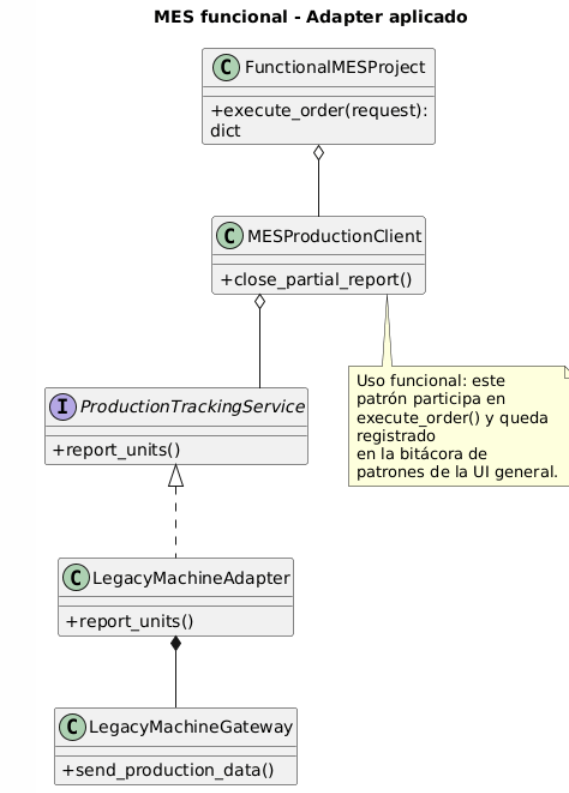 MES funcional - Adapter aplicado
C FunctionalMESProject
+execute_order(request):
dict
C MESProductionClient
+close_partial_report()
I ProductionTrackingService
+report_units()
Uso funcional: este
patrón participa en
execute_order() y queda
registrado
en la bitácora de
patrones de la UI general.
C LegacyMachineAdapter
+report_units()
C LegacyMachineGateway
+send_production_data()